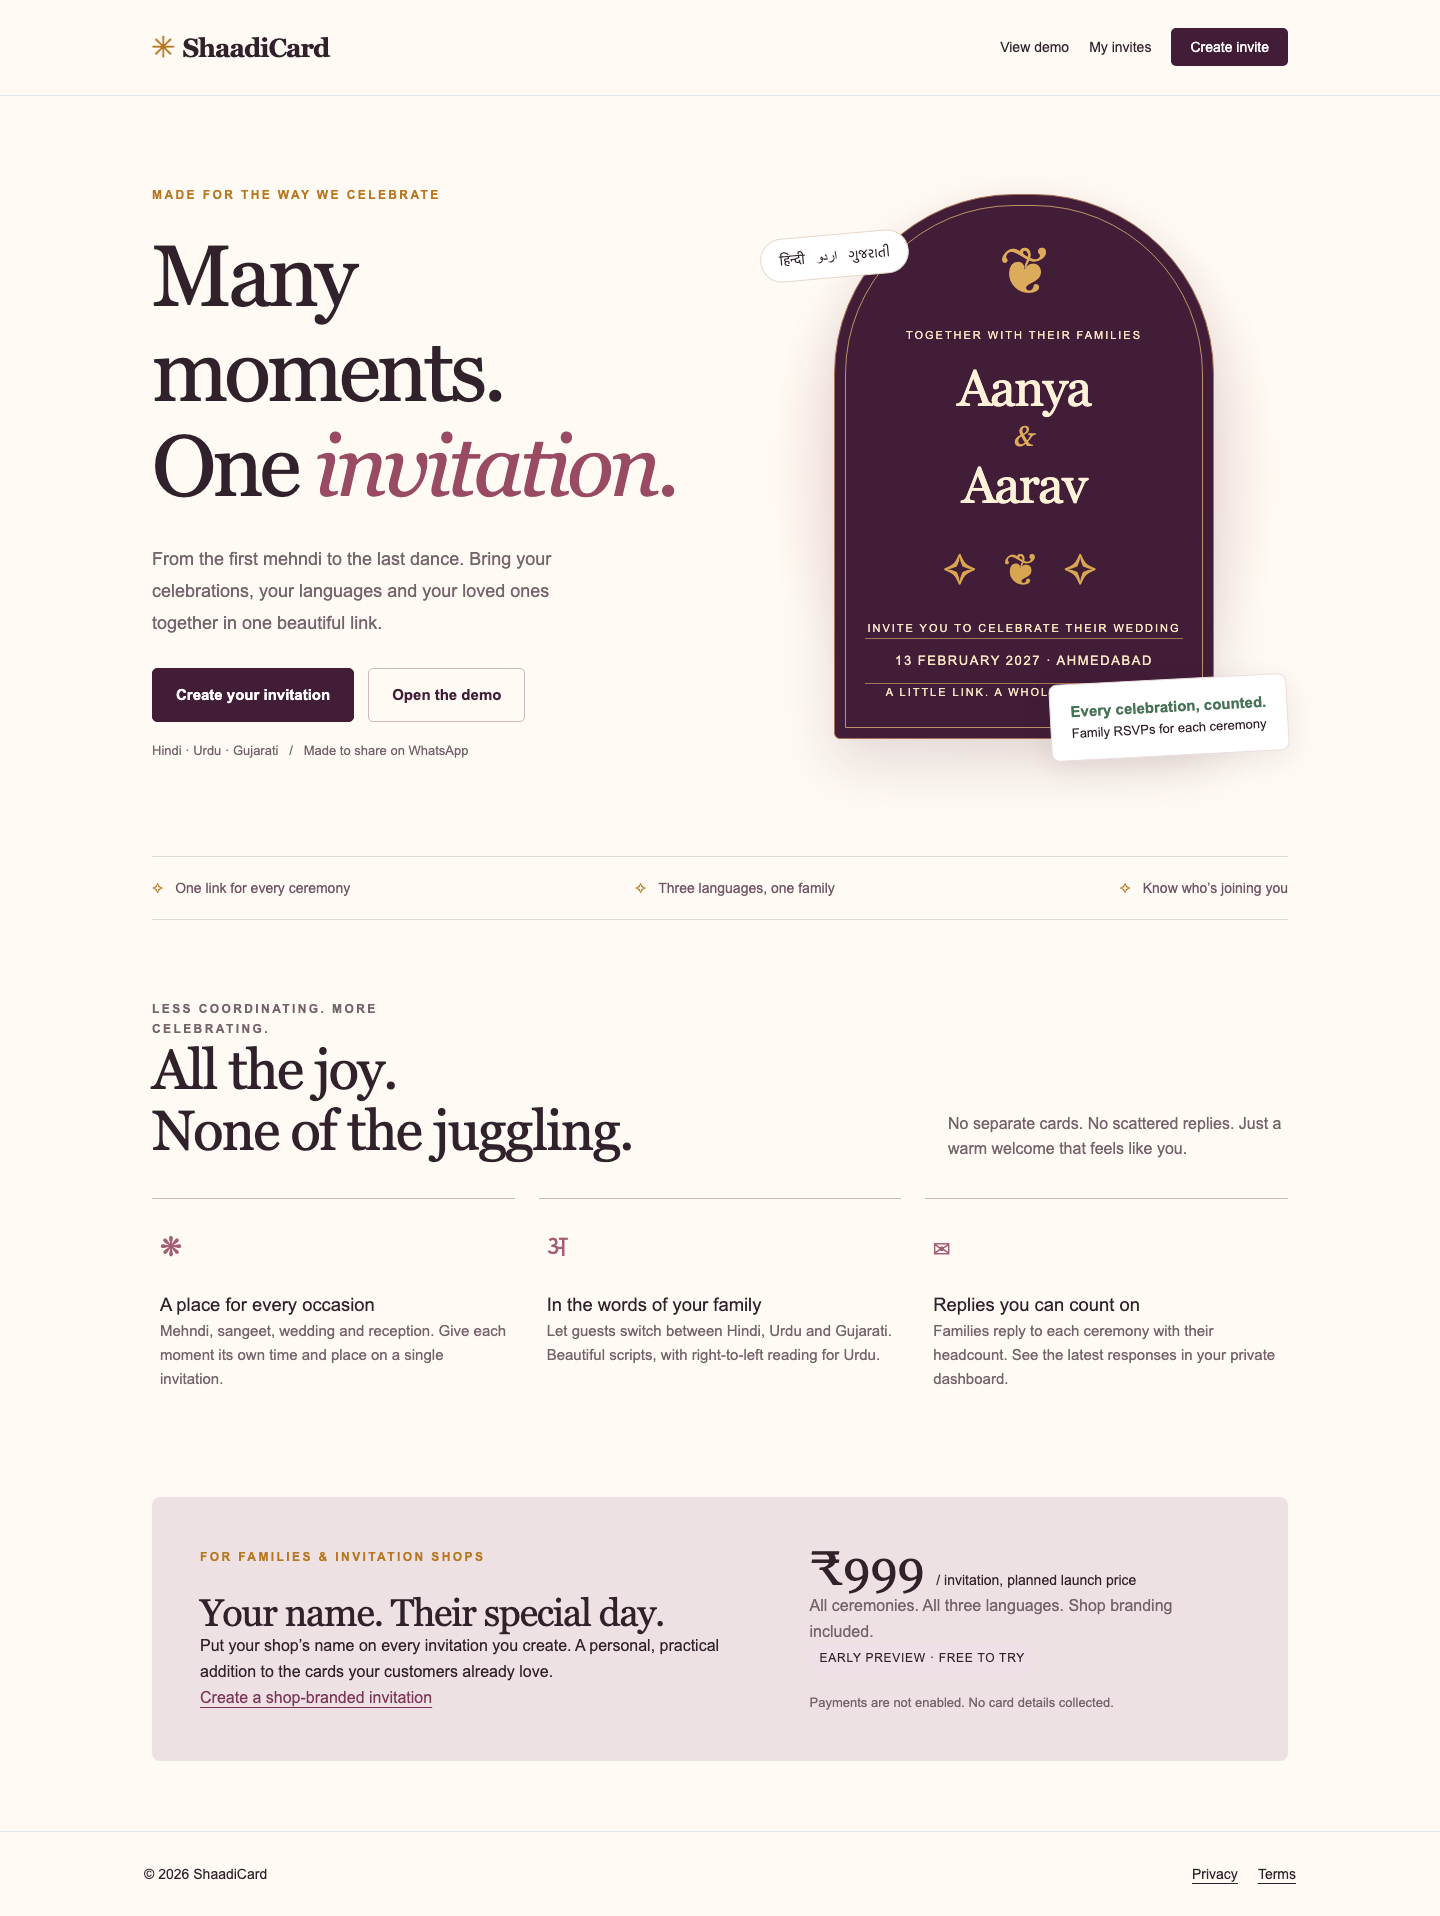 ✳ ShaadiCard
View demo My invites Create invite
MADE FOR THE WAY WE CELEBRATE
Many
moments.
One invitation.
From the first mehndi to the last dance. Bring your
celebrations, your languages and your loved ones
together in one beautiful link.
Create your invitation Open the demo
Hindi · Urdu · Gujarati / Made to share on WhatsApp
हिन्दी اردو ગુજરાતી
TOGETHER WITH THEIR FAMILIES
Aanya
&
Aarav
INVITE YOU TO CELEBRATE THEIR WEDDING
13 FEBRUARY 2027 · AHMEDABAD
A LITTLE LINK. A WHOL
Every celebration, counted.
Family RSVPs for each ceremony
One link for every ceremony
Three languages, one family
Know who’s joining you
LESS COORDINATING. MORE
CELEBRATING.
All the joy.
None of the juggling.
No separate cards. No scattered replies. Just a
warm welcome that feels like you.
अ
A place for every occasion
Mehndi, sangeet, wedding and reception. Give each
moment its own time and place on a single
invitation.
In the words of your family
Let guests switch between Hindi, Urdu and Gujarati.
Beautiful scripts, with right-to-left reading for Urdu.
Replies you can count on
Families reply to each ceremony with their
headcount. See the latest responses in your private
dashboard.
FOR FAMILIES & INVITATION SHOPS
Your name. Their special day.
Put your shop’s name on every invitation you create. A personal, practical
addition to the cards your customers already love.
Create a shop-branded invitation
₹999 / invitation, planned launch price
All ceremonies. All three languages. Shop branding
included.
EARLY PREVIEW · FREE TO TRY
Payments are not enabled. No card details collected.
© 2026 ShaadiCard
Privacy Terms